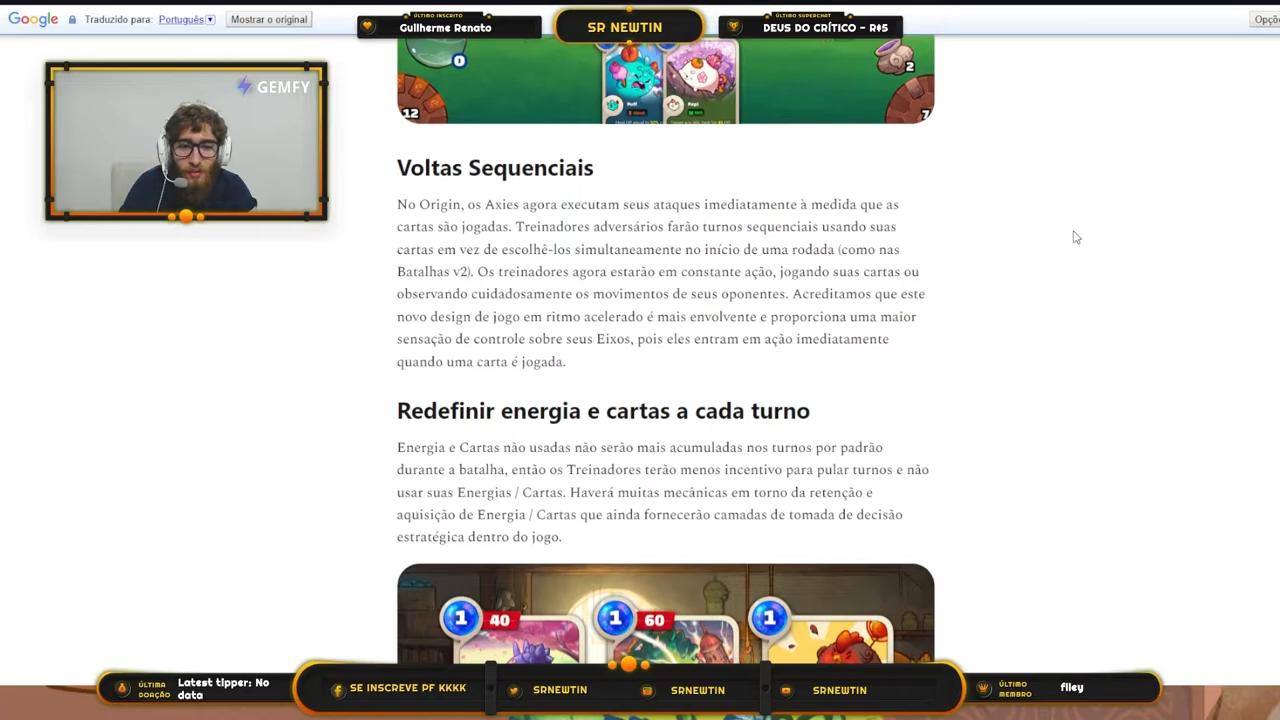 Google
Traduzido para: Português
Mostrar o original
Opçõe
ÚLTIMO INSCRITO
Guilherme Renato
SR NEWTIN
ÚLTIMO SUPERCHAT
DEUS DO CRÍTICO - R$5
GEMFY
0
12
2
7
Voltas Sequenciais
No Origin, os Axies agora executam seus ataques imediatamente à medida que as
cartas são jogadas. Treinadores adversários farão turnos sequenciais usando suas
cartas em vez de escolhê-los simultaneamente no início de uma rodada (como nas
Batalhas v2). Os treinadores agora estarão em constante ação, jogando suas cartas ou
observando cuidadosamente os movimentos de seus oponentes. Acreditamos que este
novo design de jogo em ritmo acelerado é mais envolvente e proporciona uma maior
sensação de controle sobre seus Eixos, pois eles entram em ação imediatamente
quando uma carta é jogada.
Redefinir energia e cartas a cada turno
Energia e Cartas não usadas não serão mais acumuladas nos turnos por padrão
durante a batalha, então os Treinadores terão menos incentivo para pular turnos e não
usar suas Energias / Cartas. Haverá muitas mecânicas em torno da retenção e
aquisição de Energia / Cartas que ainda fornecerão camadas de tomada de decisão
estratégica dentro do jogo.
1 40 1 60 1
ÚLTIMA DOAÇÃO
Latest tipper: No
data
SE INSCREVE PF KKKK
SRNEWTIN
SRNEWTIN
SRNEWTIN
ÚLTIMO MEMBRO
filey